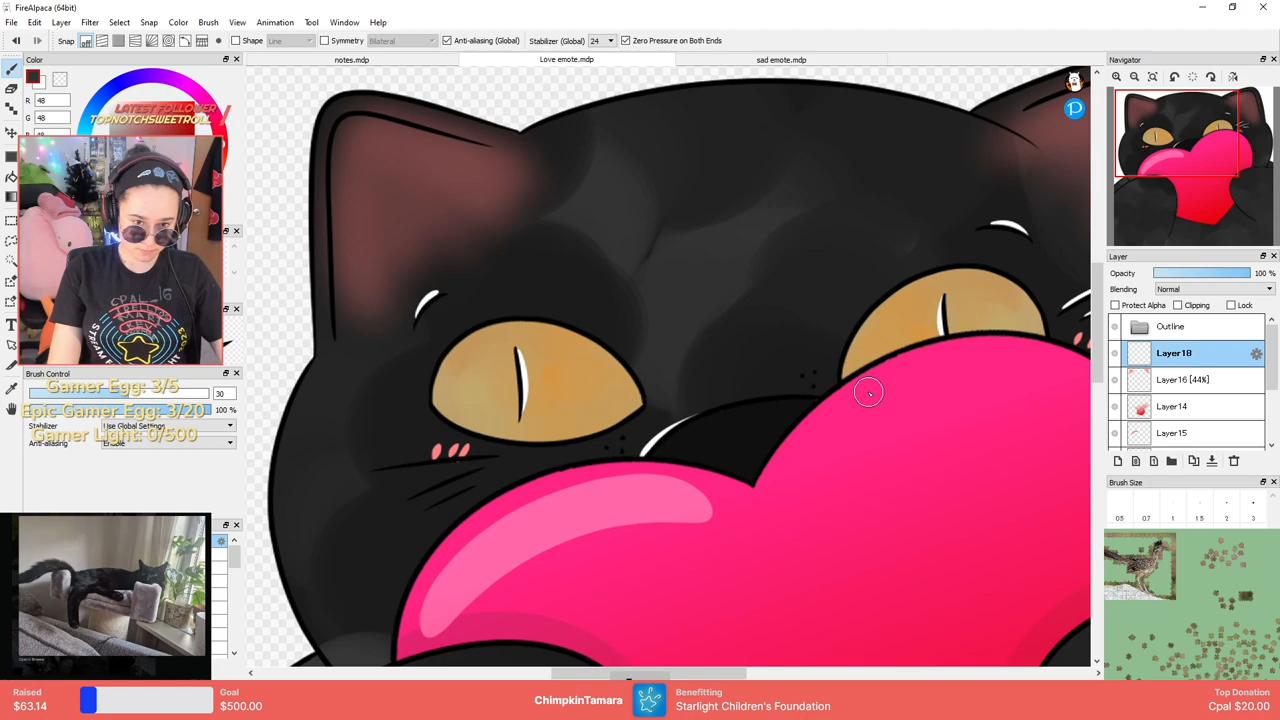 FireAlpaca (64bit)
File Edit Layer Filter Select Snap Color Brush View Animation Tool Window Help
Snap off Shape Line Symmetry Bilateral Anti-aliasing (Global) Stabilizer (Global) 24 Zero Pressure on Both Ends
Color
notes.mdp Love emote.mdp sad emote.mdp
Navigator
R 48
G 48
LATEST FOLLOWER
TOPNOTCHSWEETROLL
Layer
Opacity 100 %
Blending Normal
Protect Alpha Clipping Lock
Outline
Layer18
Layer16 [44%]
Layer14
Layer15
Brush Control
30
100 %
Stabilizer Use Global Settings
Anti-aliasing Enable
Gamer Egg: 3/5
Epic Gamer Egg: 3/20
Gamer Light: 0/500
Brush Size
0.5 0.7 1 1.5 2 3
Raised
$63.14
Goal
$500.00
ChimpkinTamara
Benefitting
Starlight Children's Foundation
Top Donation
Cpal $20.00